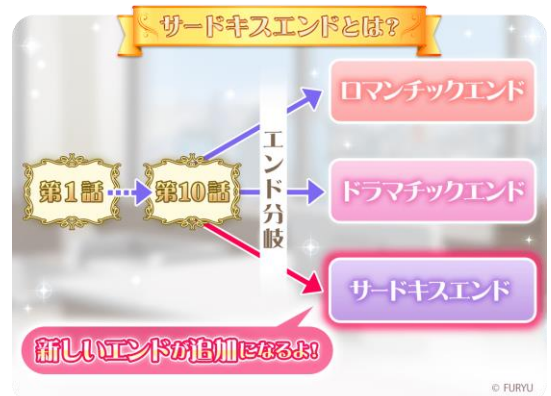 サードキスエンドとは?
ロマンチックエンド
エンド分岐
第1話
第10話
ドラマチックエンド
サードキスエンド
新しいエンドが追加になるよ!
© FURYU